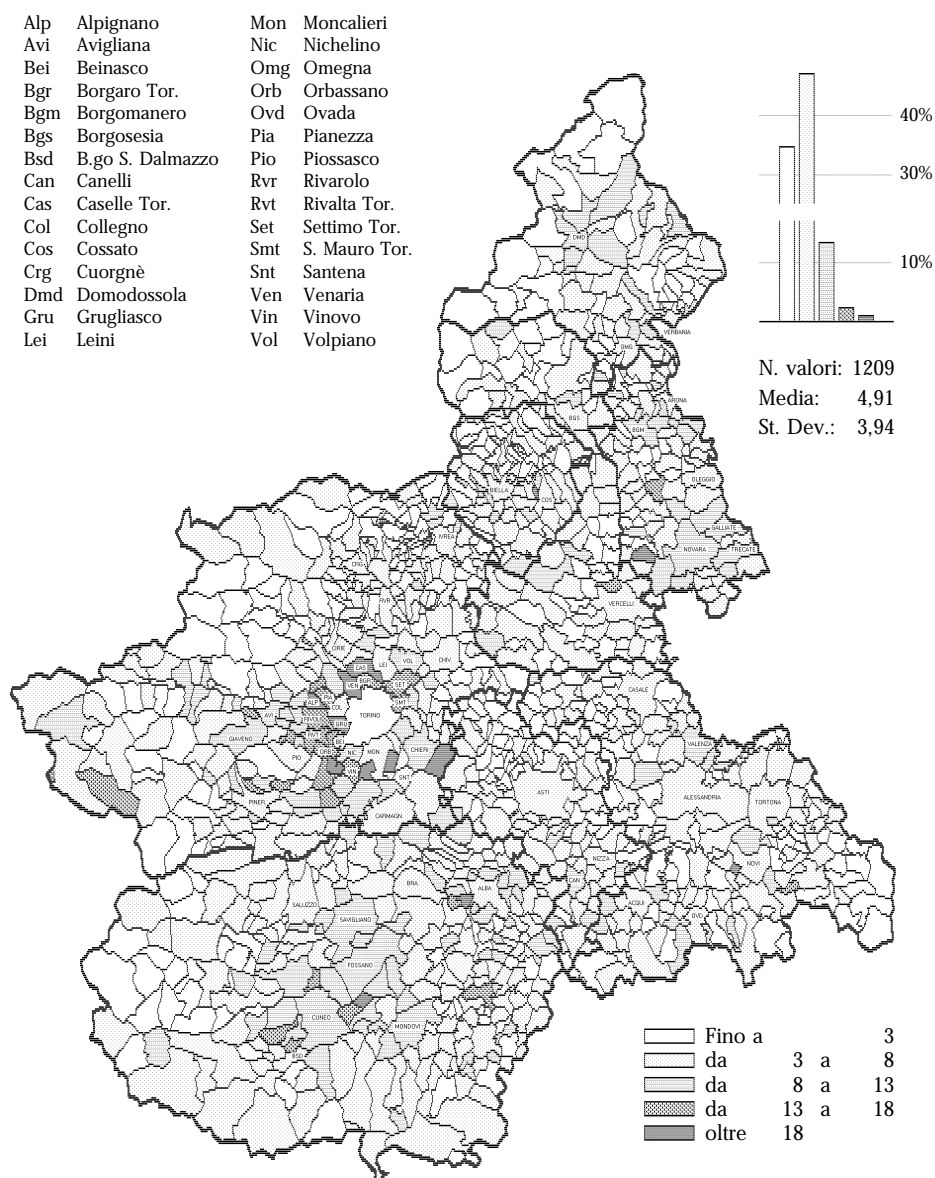 Alp Alpignano
Avi Avigliana
Bei Beinasco
Bgr Borgaro Tor.
Bgm Borgomanero
Bgs Borgosesia
Bsd B.go S. Dalmazzo
Can Canelli
Cas Caselle Tor.
Col Collegno
Cos Cossato
Crg Cuorgnè
Dmd Domodossola
Gru Grugliasco
Lei Leini
Mon Moncalieri
Nic Nichelino
Omg Omegna
Orb Orbassano
Ovd Ovada
Pia Pianezza
Pio Piossasco
Rvr Rivarolo
Rvt Rivalta Tor.
Set Settimo Tor.
Smt S. Mauro Tor.
Snt Santena
Ven Venaria
Vin Vinovo
Vol Volpiano
40%
30%
10%
N. valori: 1209
Media: 4,91
St. Dev.: 3,94
DMD
VERBANIA
OMG
ARONA
BGS
BGM
OLEGGIO
BIELLA
COS
GALLIATE
IVREA
NOVARA
TRECATE
CRG
RVR
VERCELLI
CIRIE
LEI
VOL
CHIV
CAS
BGR
VEN
SET
CASALE
PIA
ALP
COL
SMT
AVI
RIVOLI
TORINO
GRU
GIAVENO
RVT
VALENZA
ORB
NIC
MON
CHIERI
PIO
VIN
SNT
ASTI
ALESSANDRIA
TORTONA
PINER
CARMAGN
NIZZA
NOVI
BRA
CAN
ALBA
SALUZZO
ACQUI
SAVIGLIANO
OVD
FOSSANO
CUNEO
MONDOVI
BSD
Fino a 3
da 3 a 8
da 8 a 13
da 13 a 18
oltre 18